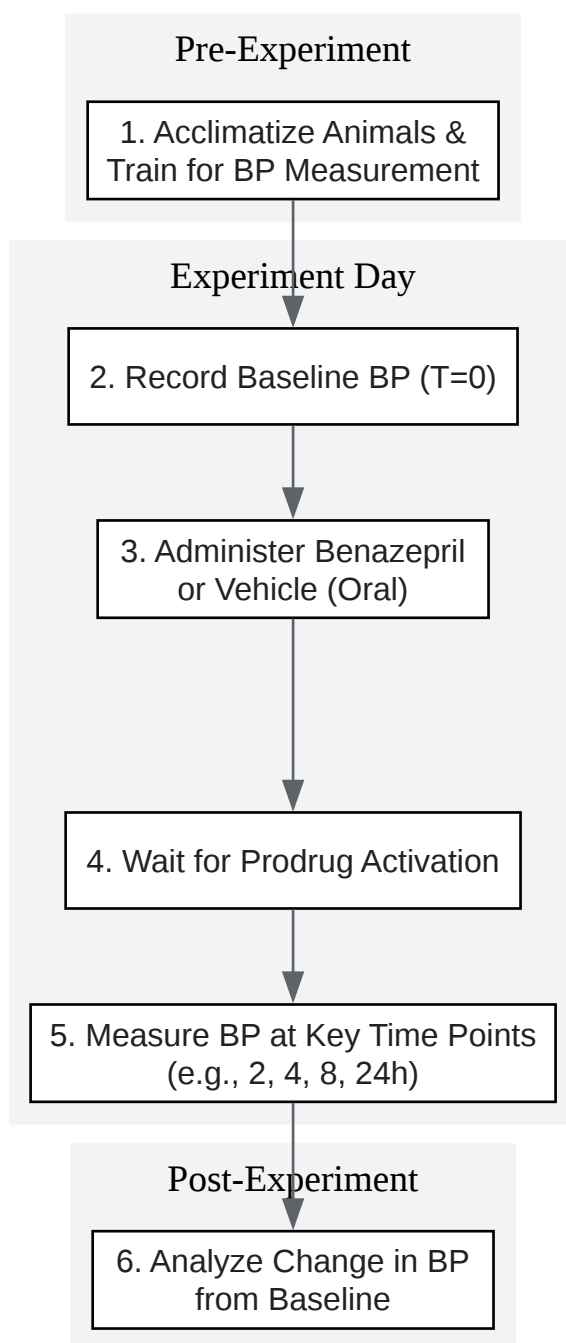 Pre-Experiment
1. Acclimatize Animals &
Train for BP Measurement
Experiment Day
2. Record Baseline BP (T=0)
3. Administer Benazepril
or Vehicle (Oral)
4. Wait for Prodrug Activation
5. Measure BP at Key Time Points
(e.g., 2, 4, 8, 24h)
Post-Experiment
6. Analyze Change in BP
from Baseline